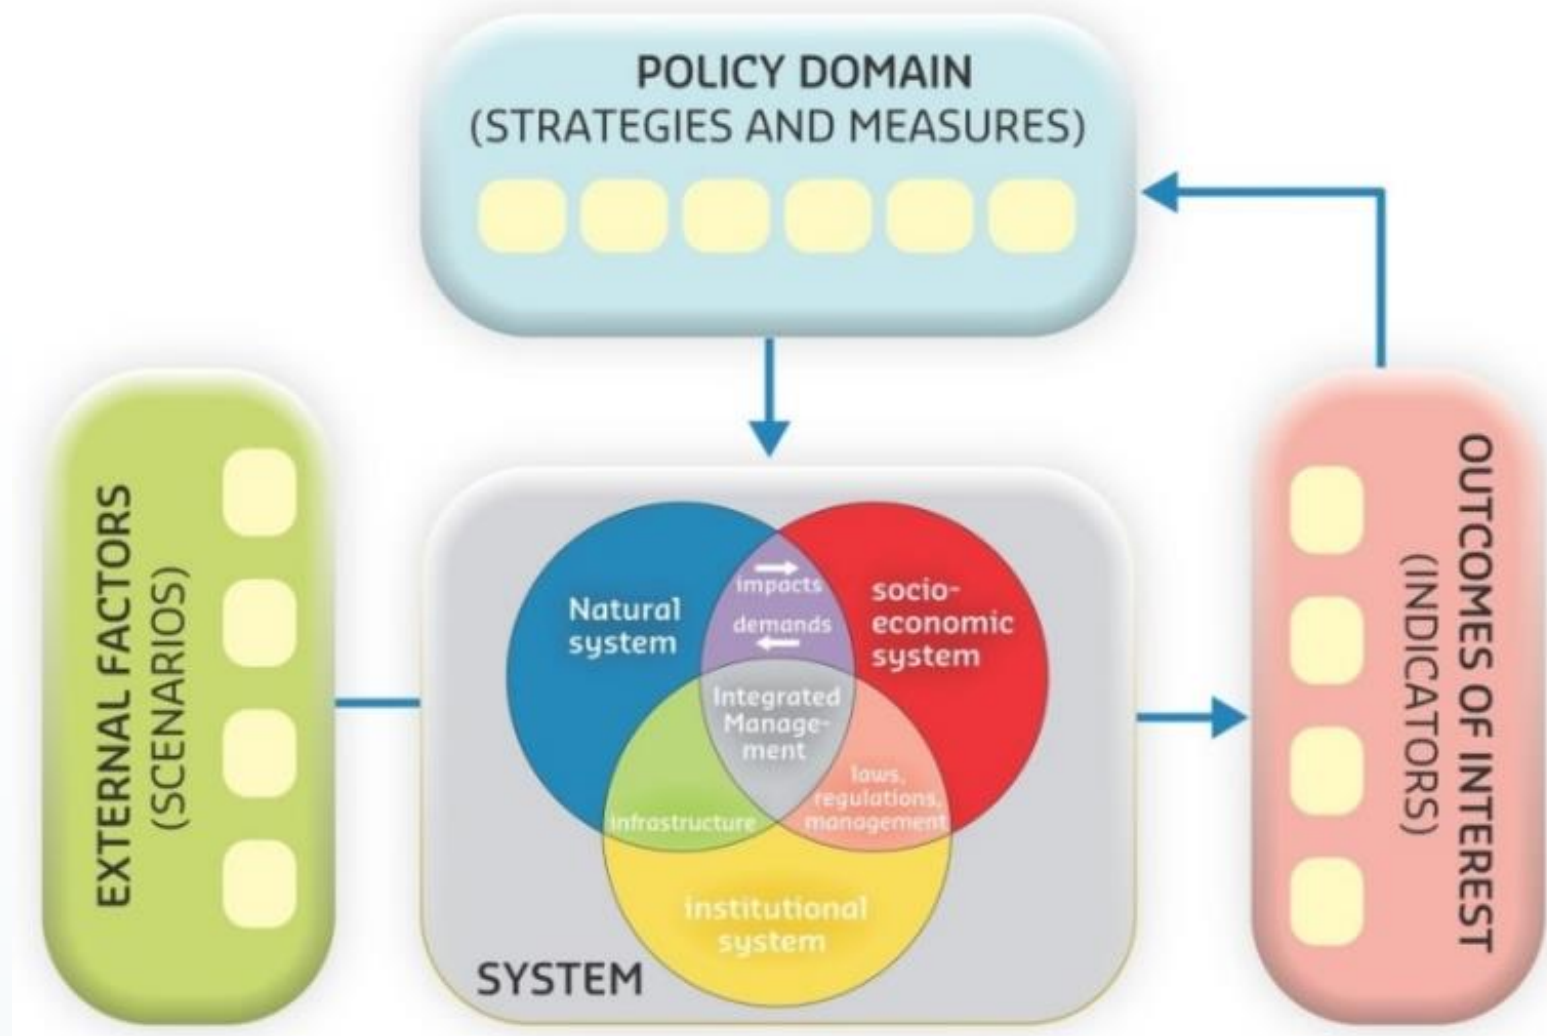 POLICY DOMAIN
(STRATEGIES AND MEASURES)
EXTERNAL FACTORS
(SCENARIOS)
Natural
system
impacts
demands
socio-
economic
system
Integrated
Manage-
ment
infrastructure
laws,
regulations,
management
institutional
system
SYSTEM
OUTCOMES OF INTEREST
(INDICATORS)